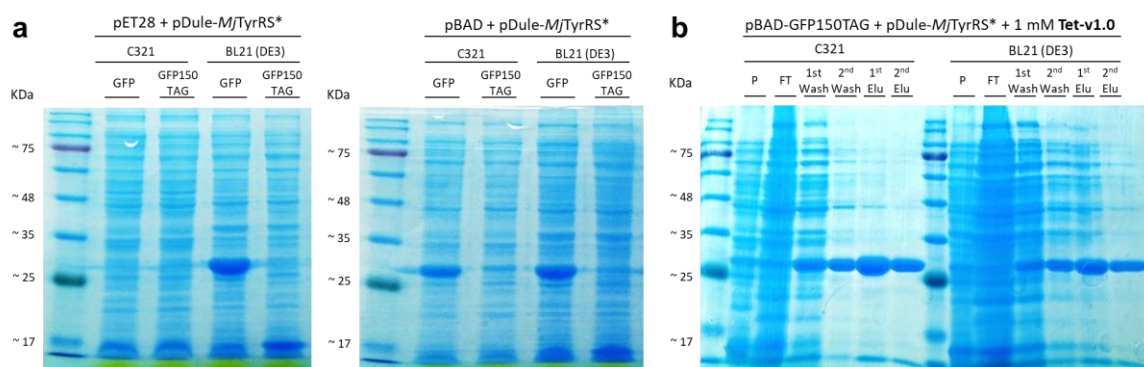 a
pET28 + pDule-MjTyrRS*
C321 BL21 (DE3)
KDa GFP GFP150 TAG GFP GFP150 TAG
~ 75
~ 48
~ 35
~ 25
~ 17
pBAD + pDule-MjTyrRS*
C321 BL21 (DE3)
KDa GFP GFP150 TAG GFP GFP150 TAG
~ 75
~ 48
~ 35
~ 25
~ 17
b
pBAD-GFP150TAG + pDule-MjTyrRS* + 1 mM Tet-v1.0
C321 BL21 (DE3)
KDa P FT 1st Wash 2nd Wash 1st Elu 2nd Elu P FT 1st Wash 2nd Wash 1st Elu 2nd Elu
~ 75
~ 48
~ 35
~ 25
~ 17